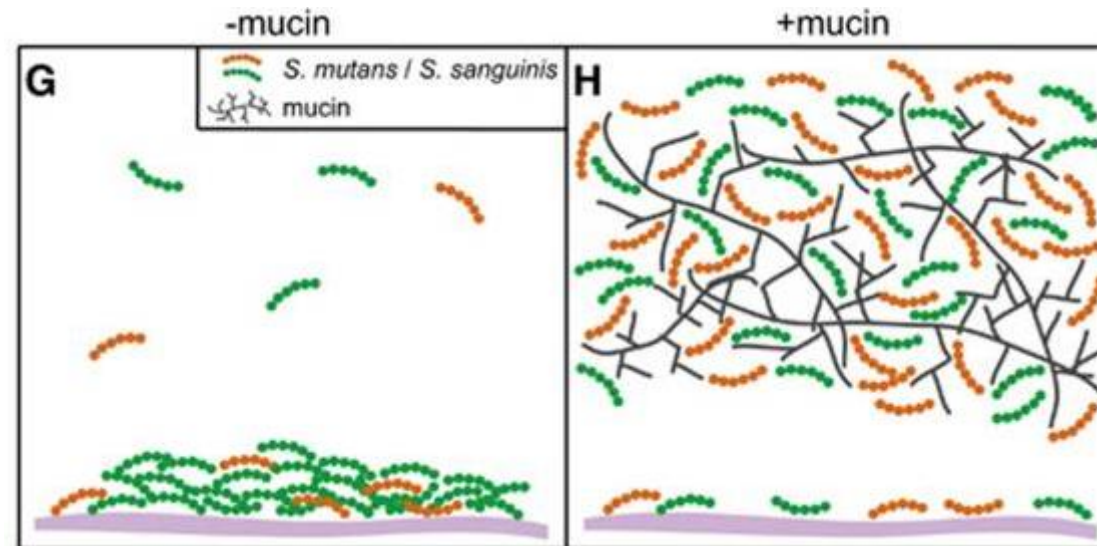 -mucin
+mucin
G
S. mutans / S. sanguinis
mucin
H